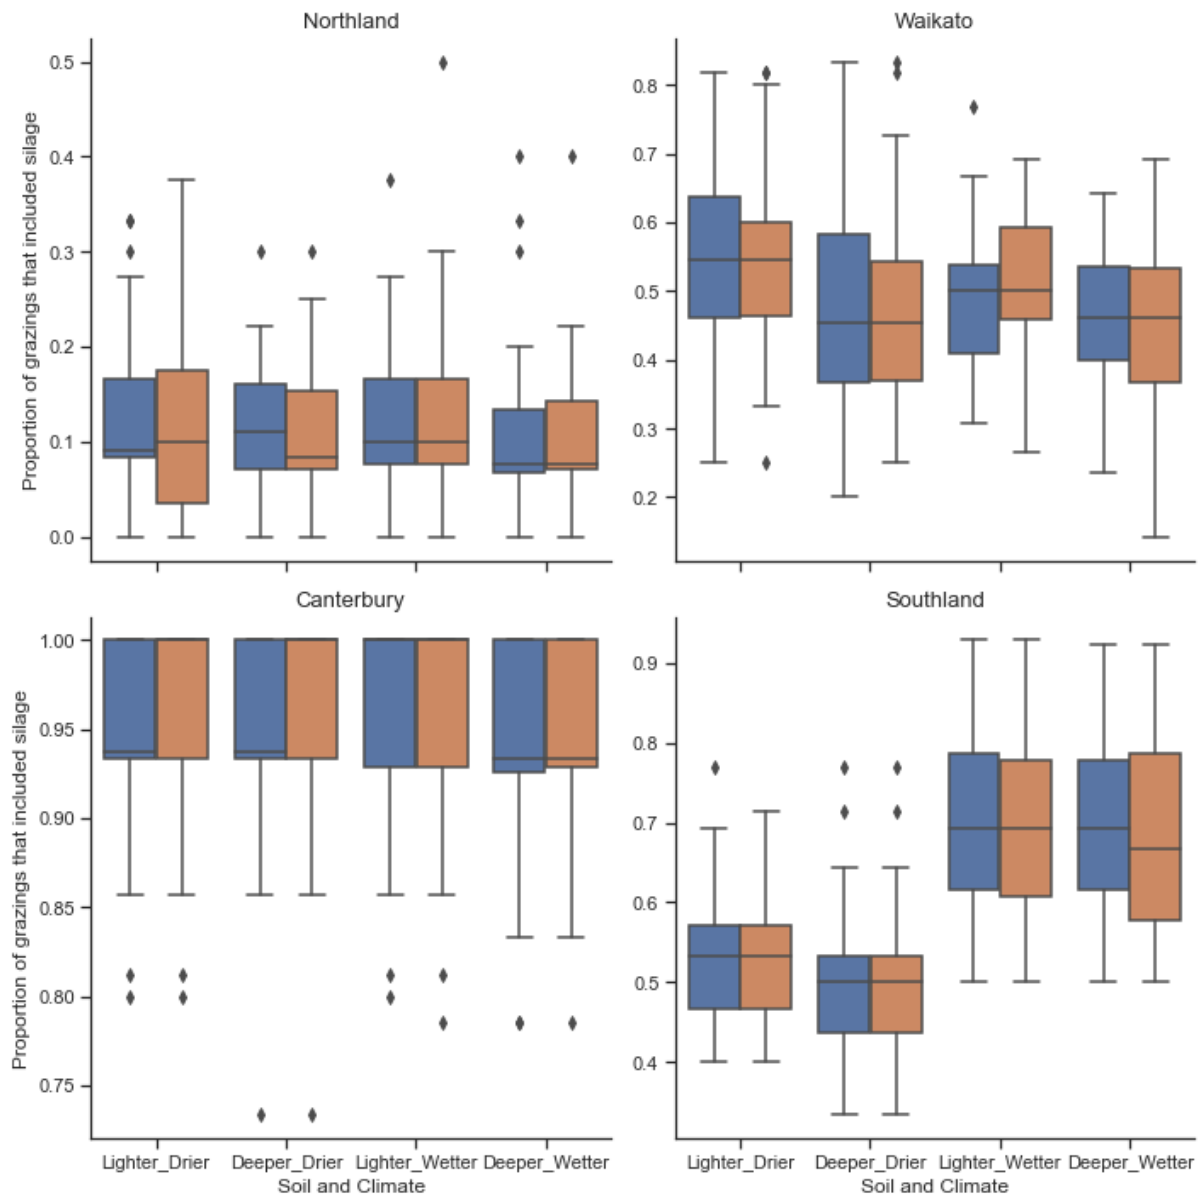 Northland
Waikato
Proportion of grazings that included silage
0.5
0.4
0.3
0.2
0.1
0.0
0.8
0.7
0.6
0.5
0.4
0.3
0.2
Canterbury
Southland
Proportion of grazings that included silage
1.00
0.95
0.90
0.85
0.80
0.75
0.9
0.8
0.7
0.6
0.5
0.4
Lighter_Drier Deeper_Drier Lighter_Wetter Deeper_Wetter
Soil and Climate
Lighter_Drier Deeper_Drier Lighter_Wetter Deeper_Wetter
Soil and Climate